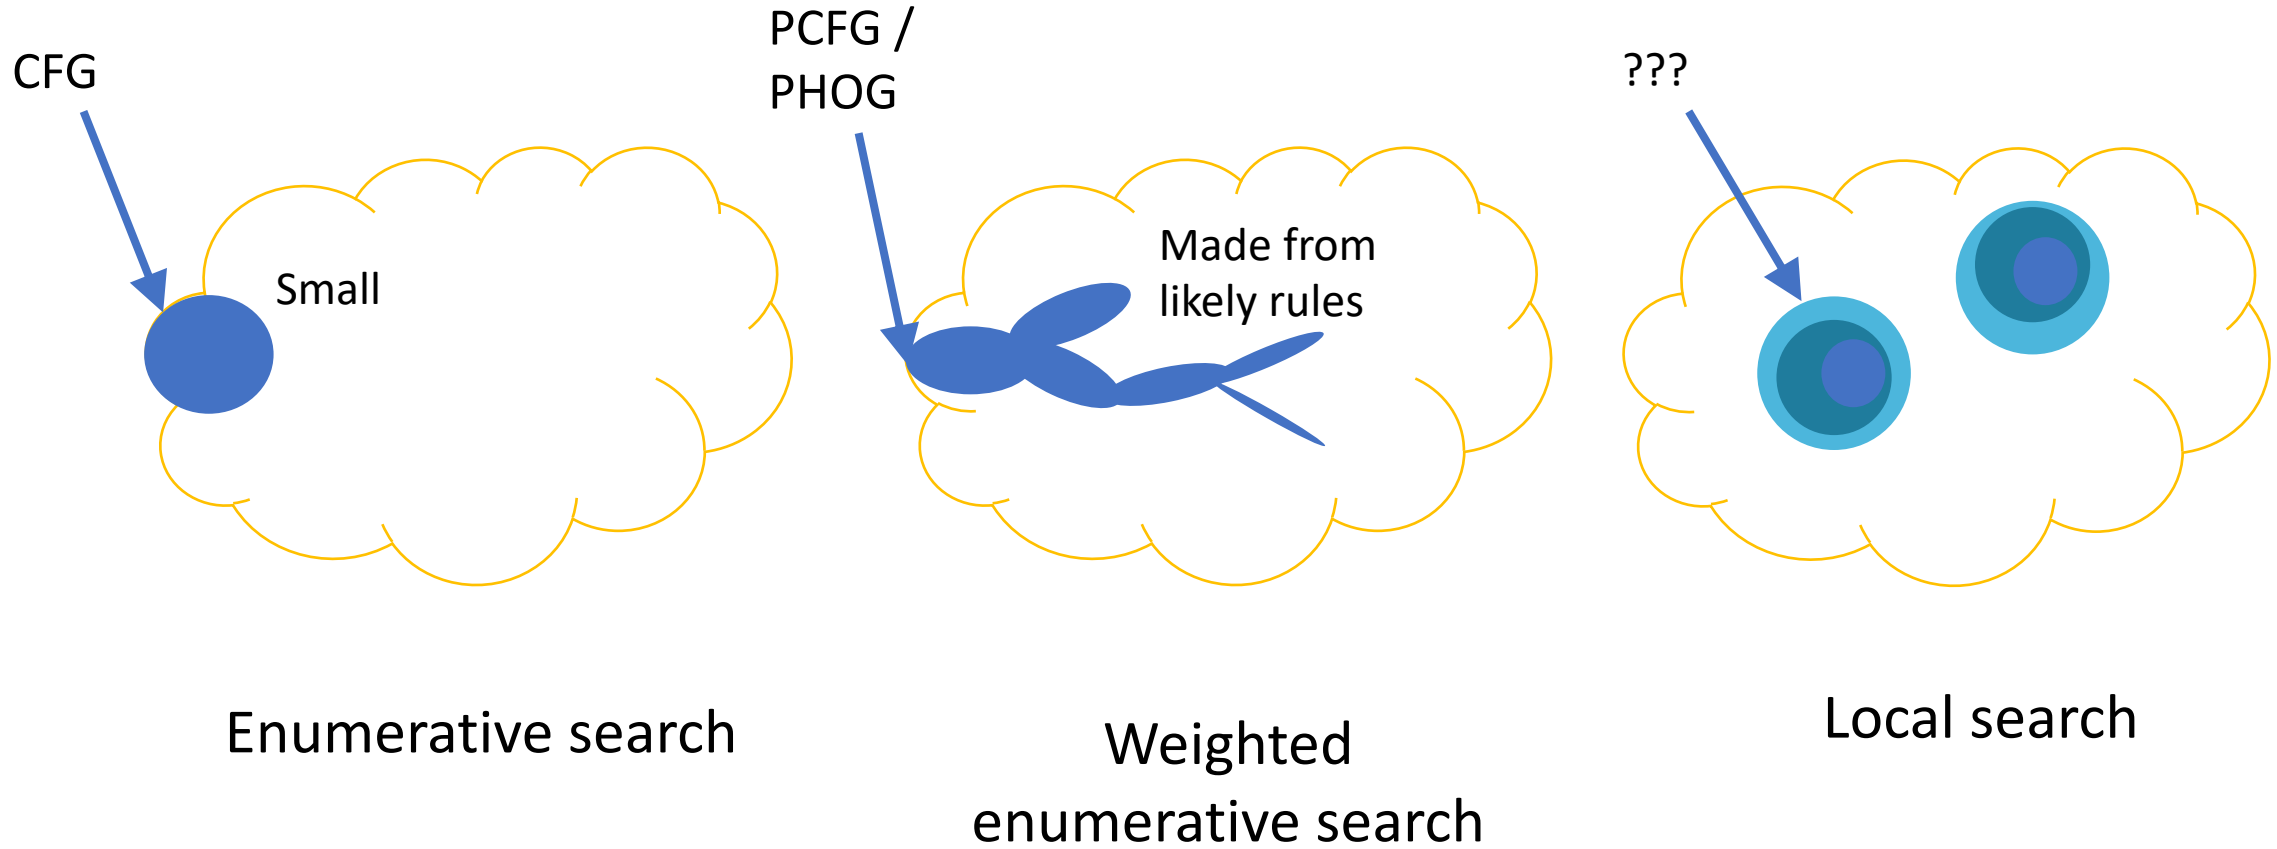 CFG
Small
Enumerative search
PCFG /
PHOG
Made from
likely rules
Weighted
enumerative search
???
Local search